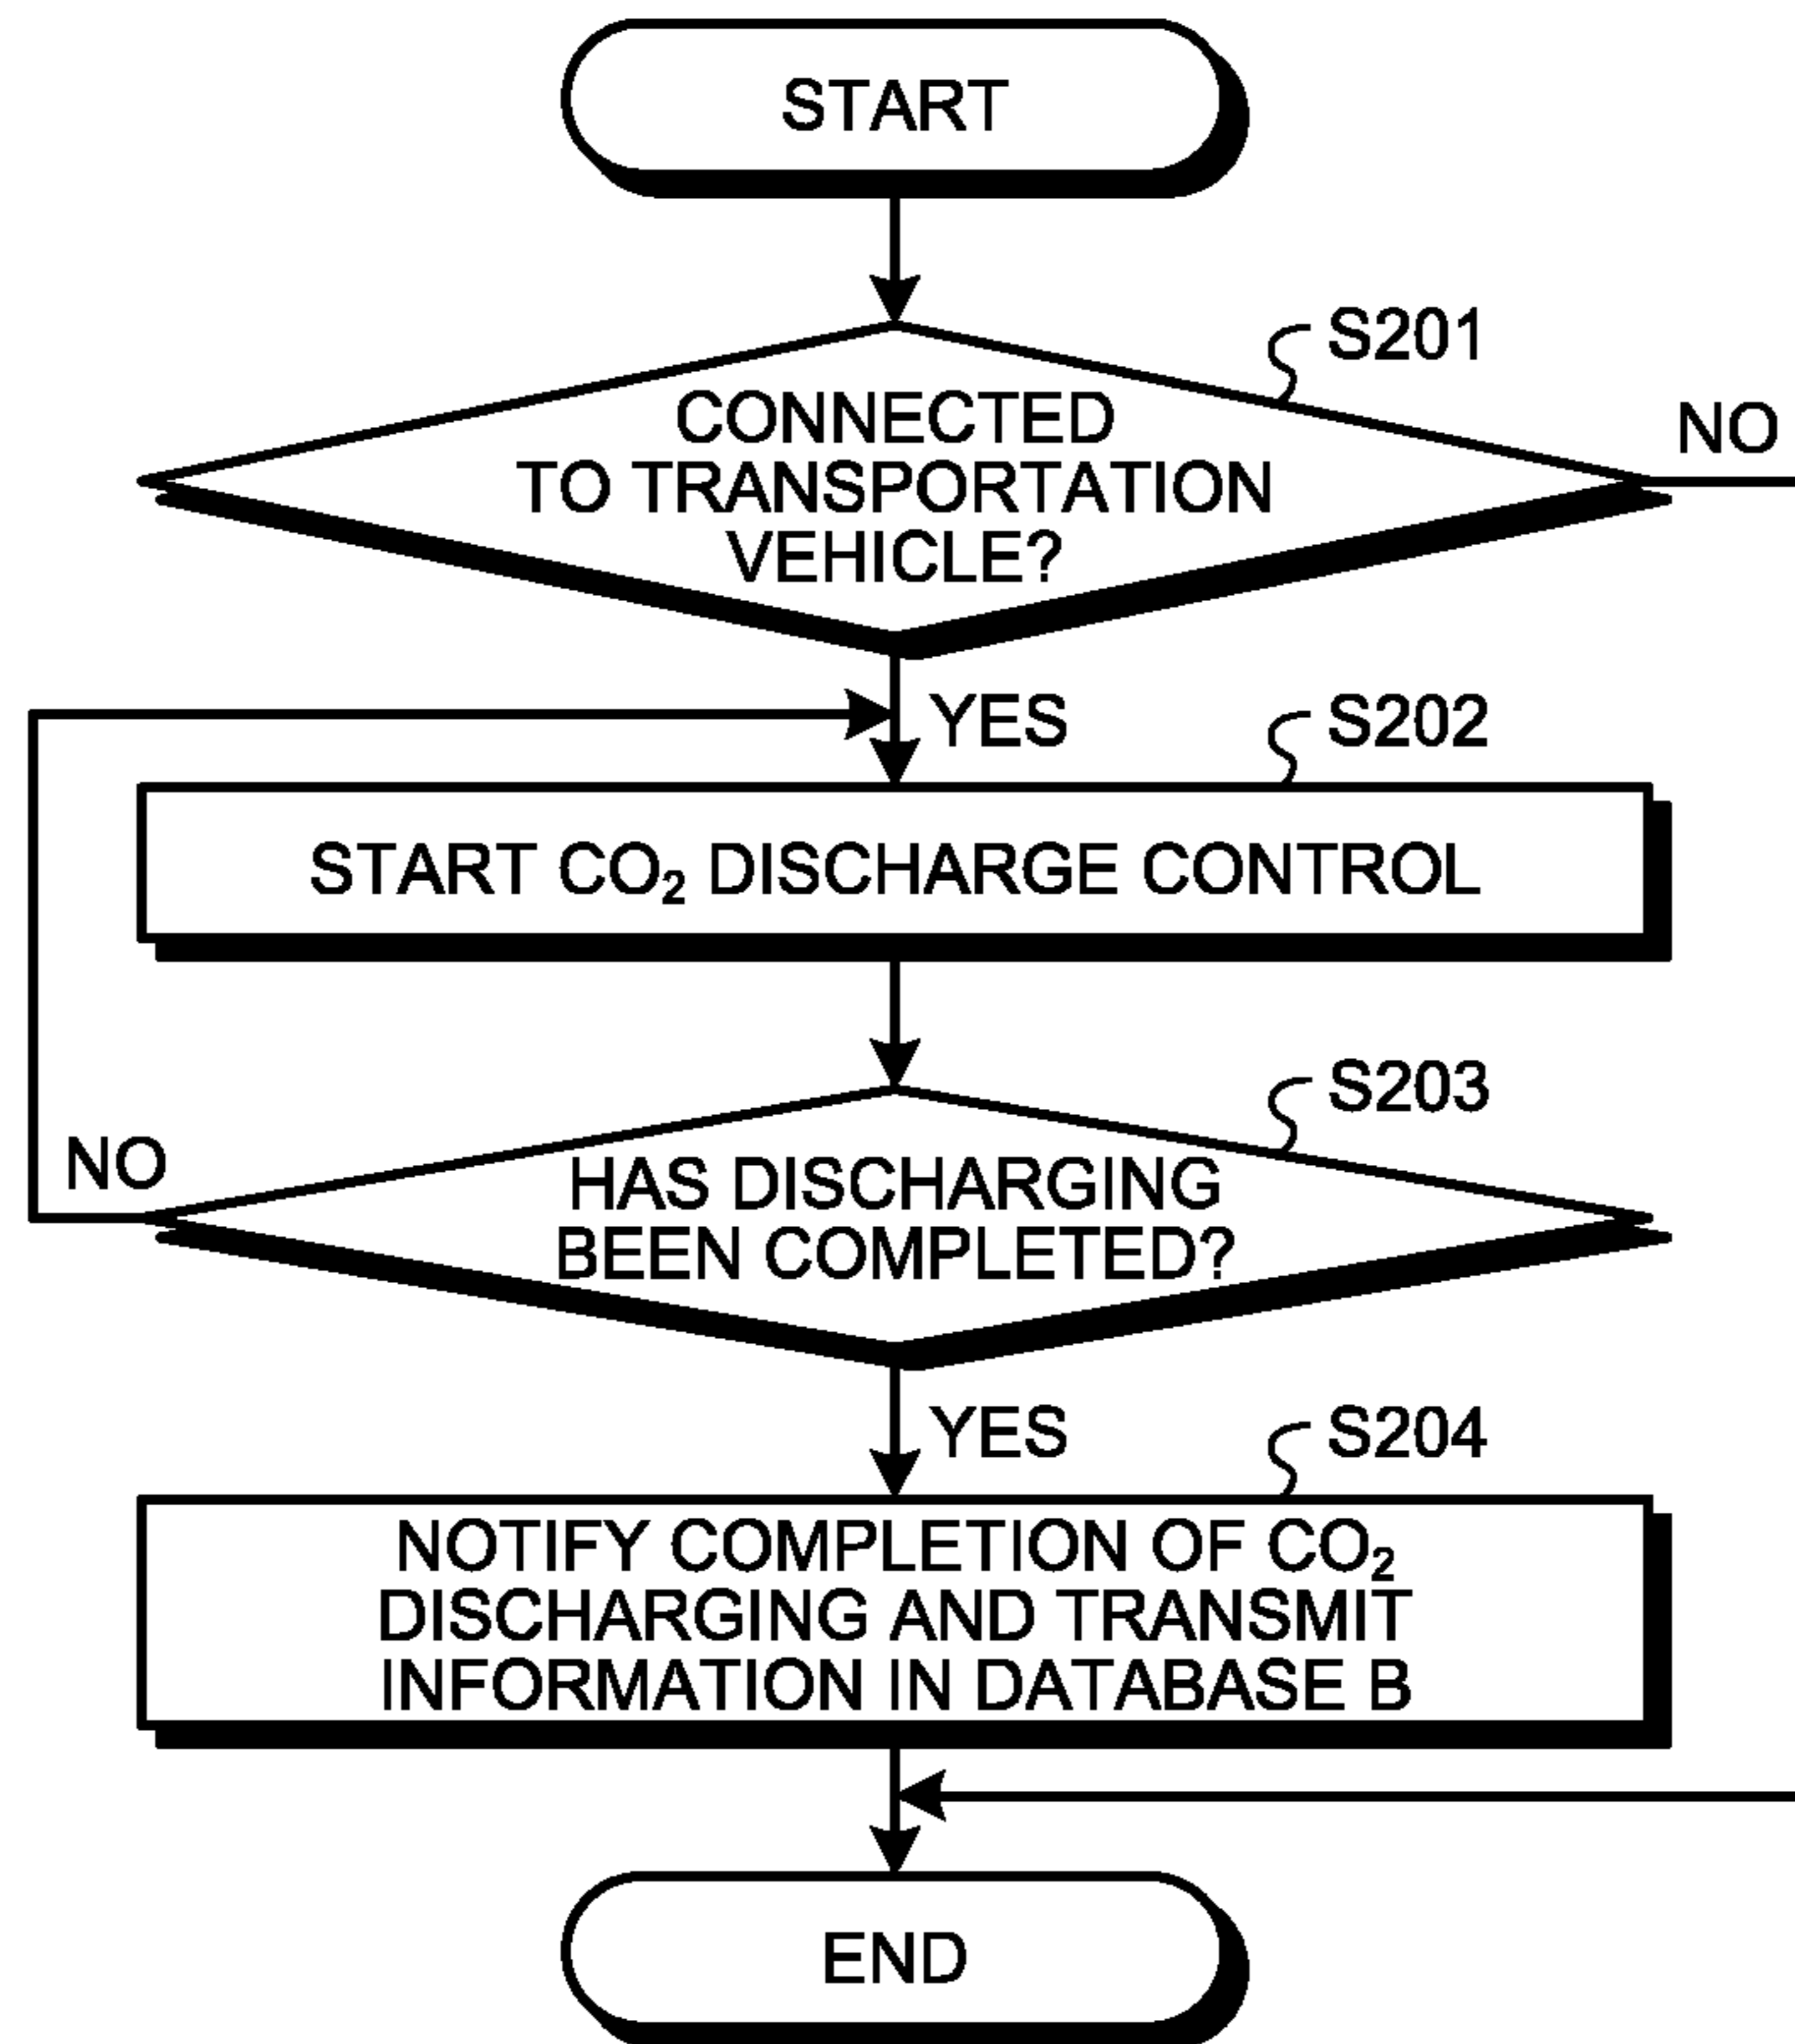 START
S201
CONNECTED
TO TRANSPORTATION
VEHICLE?
NO
YES
S202
START CO₂ DISCHARGE CONTROL
S203
HAS DISCHARGING
BEEN COMPLETED?
NO
YES
S204
NOTIFY COMPLETION OF CO₂
DISCHARGING AND TRANSMIT
INFORMATION IN DATABASE B
END